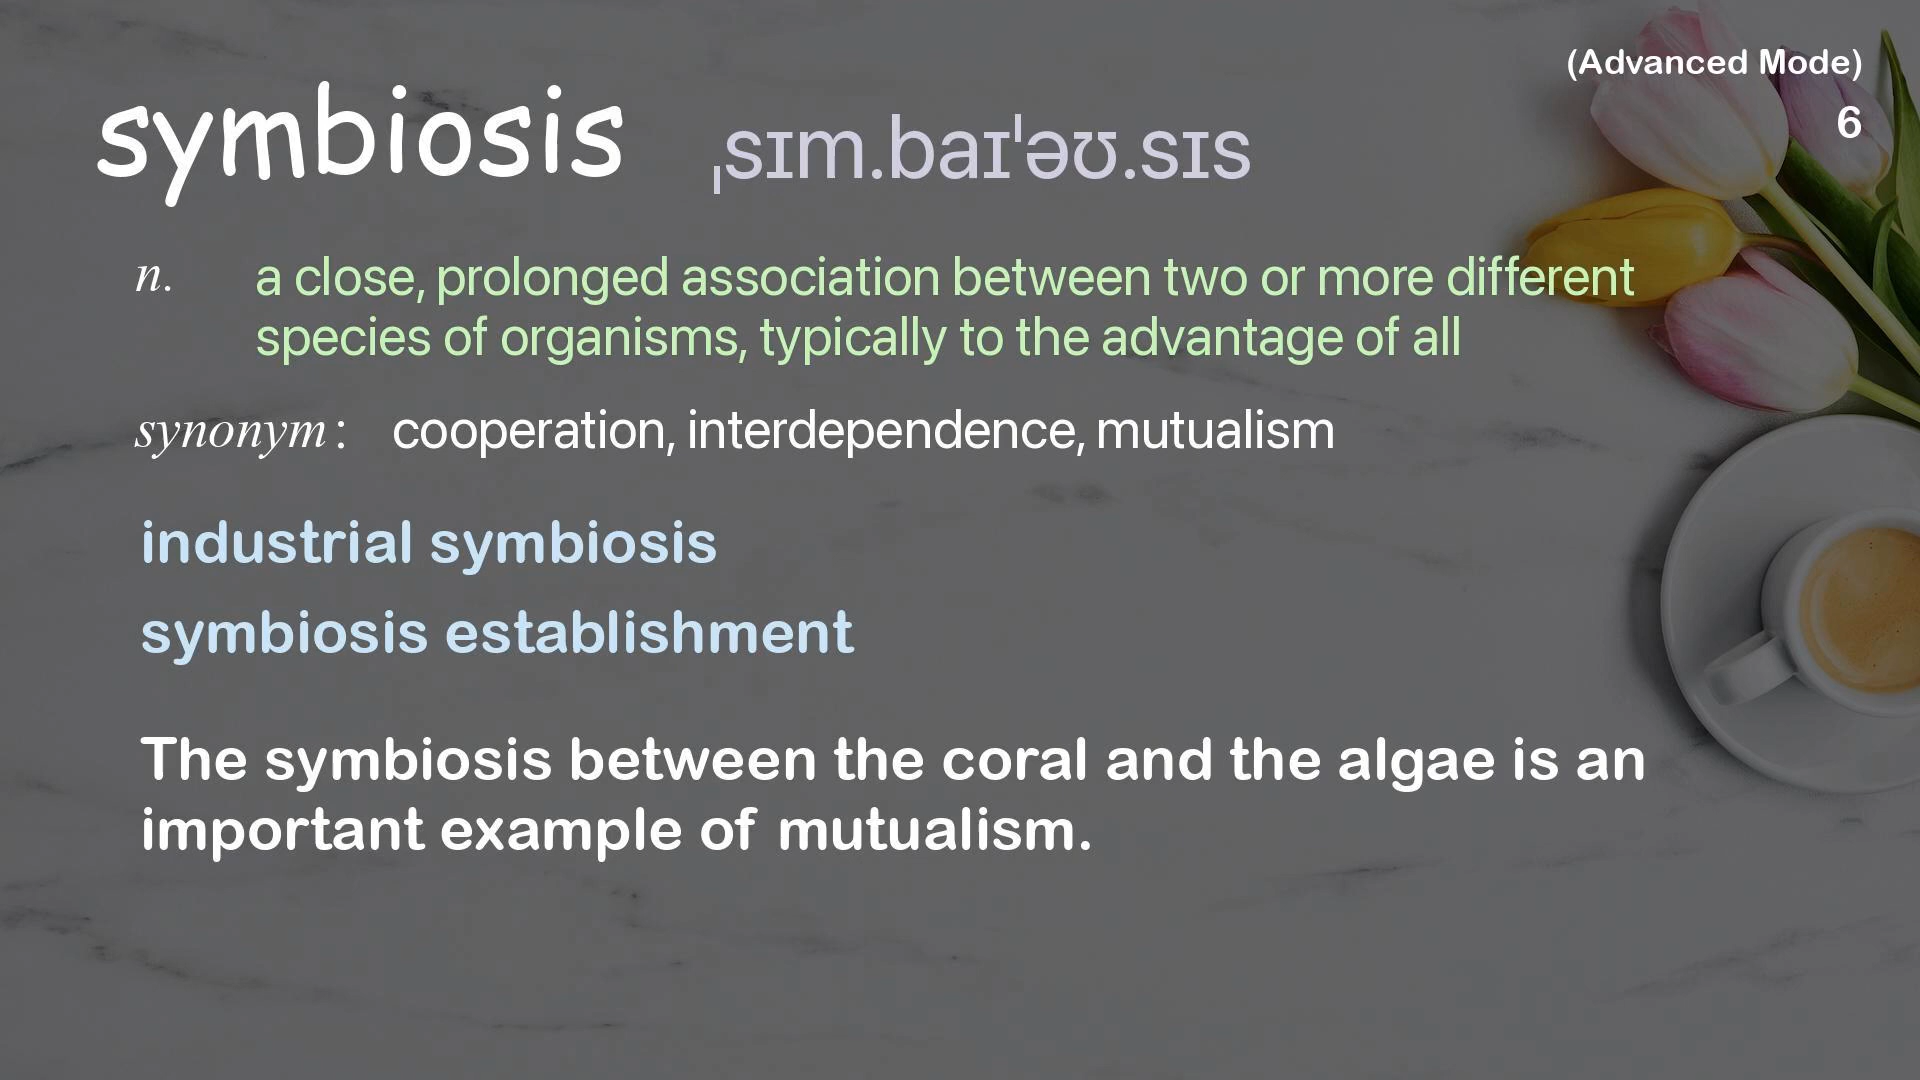 (Advanced Mode)
6
symbiosis ˌsɪm.baɪˈəʊ.sɪs
n. a close, prolonged association between two or more different
species of organisms, typically to the advantage of all
synonym: cooperation, interdependence, mutualism
industrial symbiosis
symbiosis establishment
The symbiosis between the coral and the algae is an
important example of mutualism.